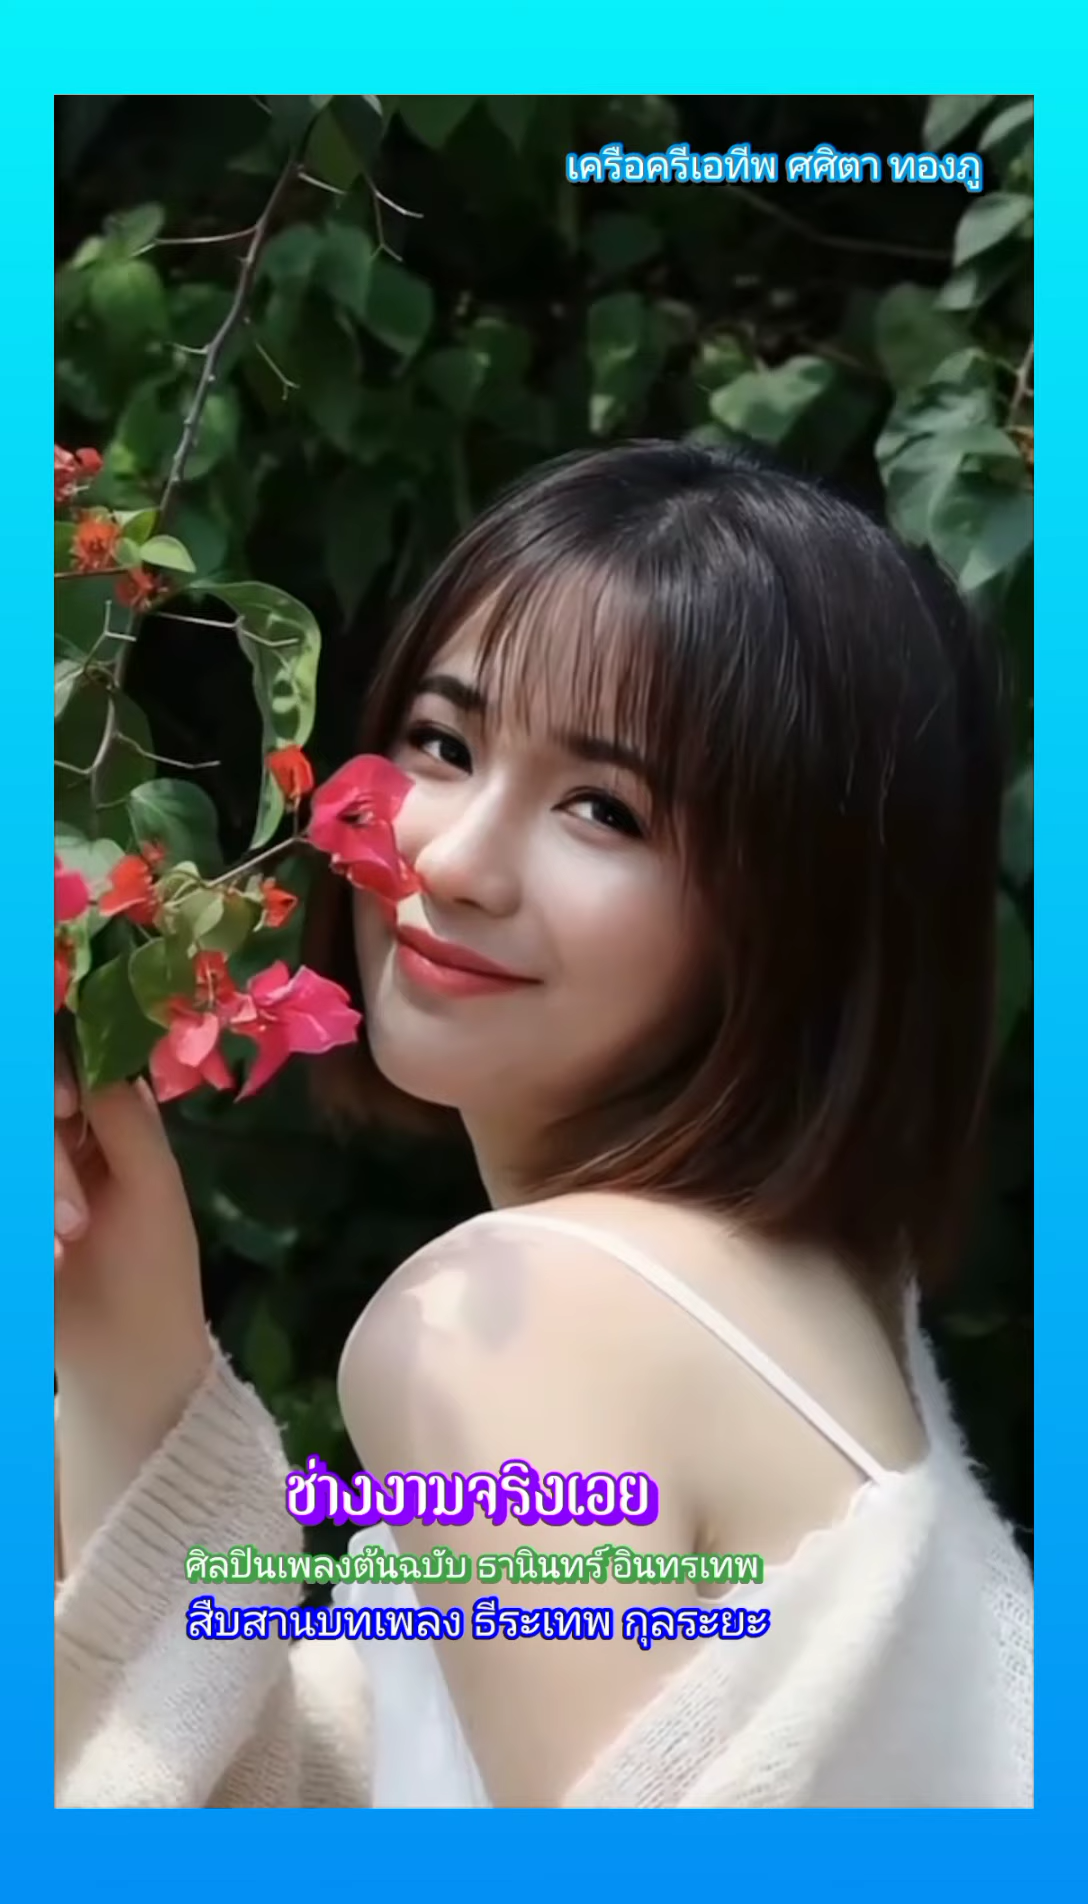 เครือครีเอทีพ ศศิตา ทองภู
ช่างงามจริงเอย
ศิลปินเพลงต้นฉบับ ธานินทร์ อินทรเทพ
สืบสานบทเพลง ธีระเทพ กุลระยะ